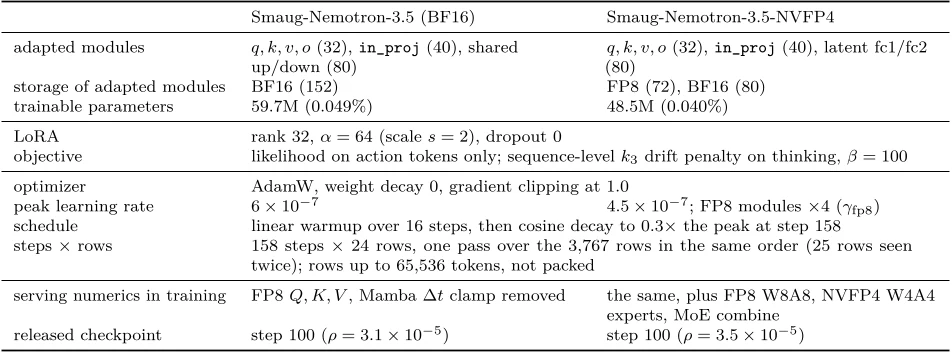 Smaug-Nemotron-3.5 (BF16) Smaug-Nemotron-3.5-NVFP4
adapted modules q, k, v, o (32), in_proj (40), shared q, k, v, o (32), in_proj (40), latent fc1/fc2
up/down (80) (80)
storage of adapted modules BF16 (152) FP8 (72), BF16 (80)
trainable parameters 59.7M (0.049%) 48.5M (0.040%)
LoRA rank 32, α = 64 (scale s = 2), dropout 0
objective likelihood on action tokens only; sequence-level k₃ drift penalty on thinking, β = 100
optimizer AdamW, weight decay 0, gradient clipping at 1.0
peak learning rate 6 × 10⁻⁷ 4.5 × 10⁻⁷; FP8 modules ×4 (γfp8)
schedule linear warmup over 16 steps, then cosine decay to 0.3× the peak at step 158
steps × rows 158 steps × 24 rows, one pass over the 3,767 rows in the same order (25 rows seen
twice); rows up to 65,536 tokens, not packed
serving numerics in training FP8 Q, K, V, Mamba Δt clamp removed the same, plus FP8 W8A8, NVFP4 W4A4
experts, MoE combine
released checkpoint step 100 (ρ = 3.1 × 10⁻⁵) step 100 (ρ = 3.5 × 10⁻⁵)